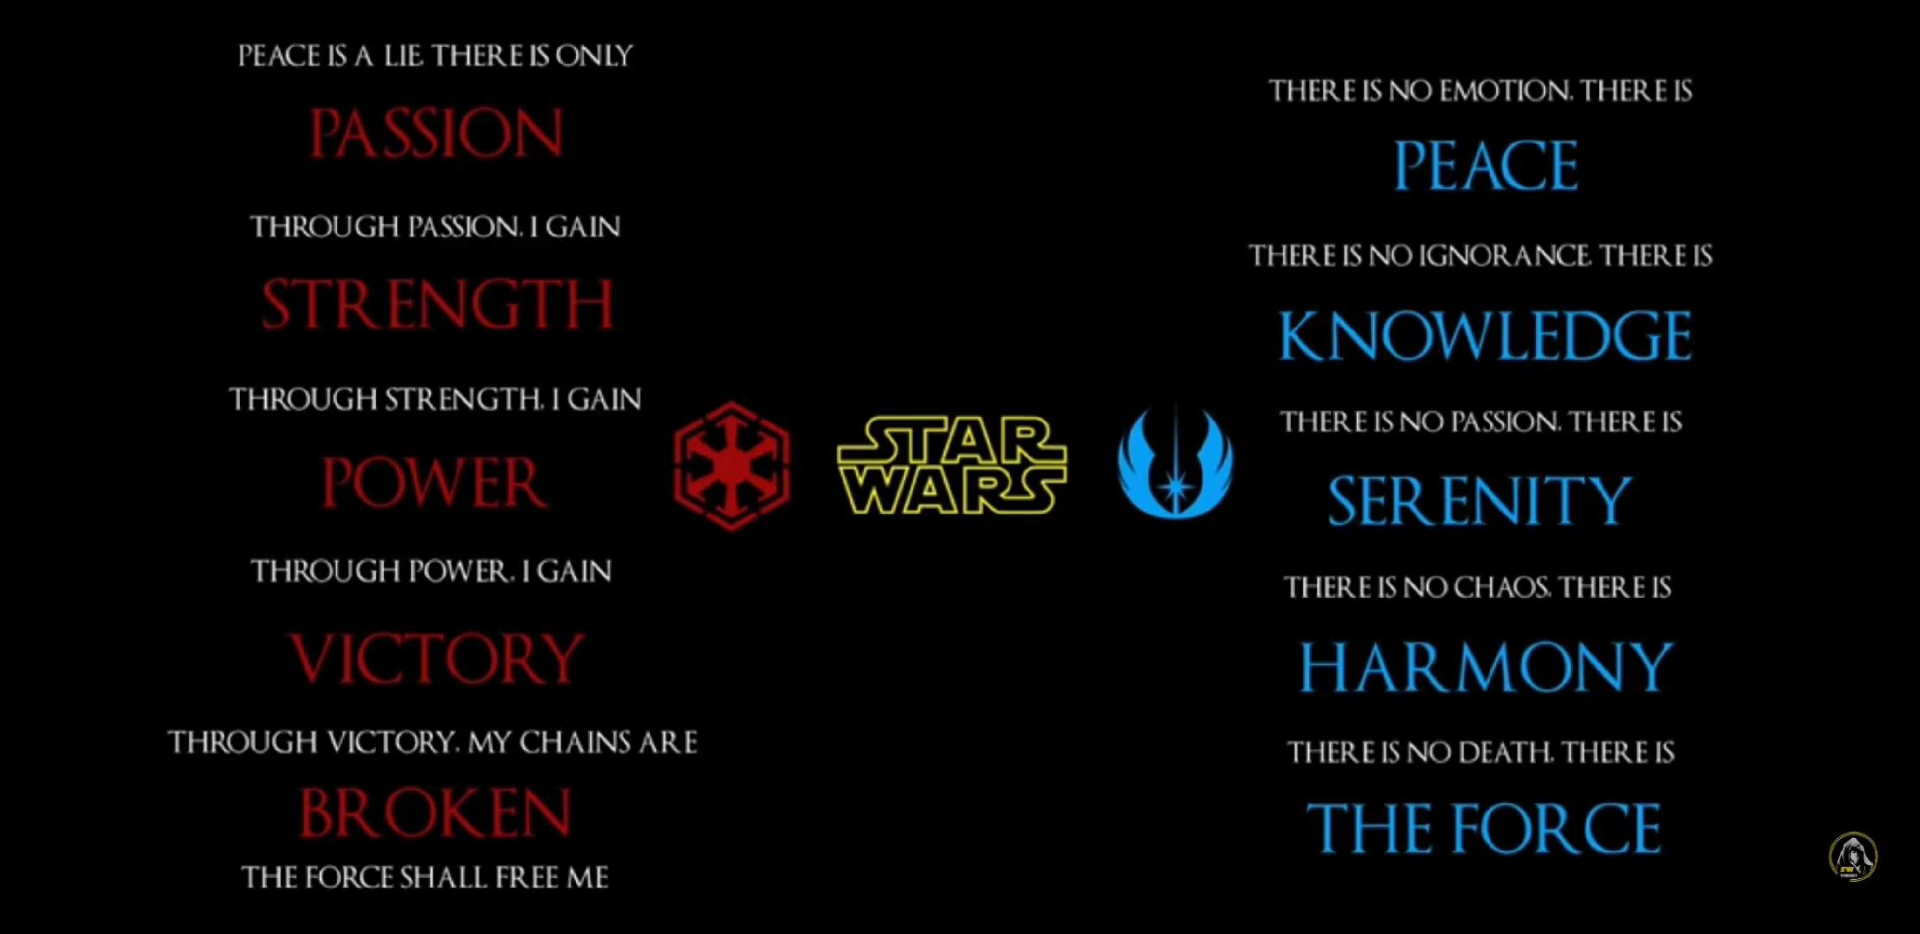 PEACE IS A LIE, THERE IS ONLY
PASSION
THROUGH PASSION, I GAIN
STRENGTH
THROUGH STRENGTH, I GAIN
POWER
THROUGH POWER, I GAIN
VICTORY
THROUGH VICTORY, MY CHAINS ARE
BROKEN
THE FORCE SHALL FREE ME
STAR
WARS
THERE IS NO EMOTION, THERE IS
PEACE
THERE IS NO IGNORANCE, THERE IS
KNOWLEDGE
THERE IS NO PASSION, THERE IS
SERENITY
THERE IS NO CHAOS, THERE IS
HARMONY
THERE IS NO DEATH, THERE IS
THE FORCE
SW